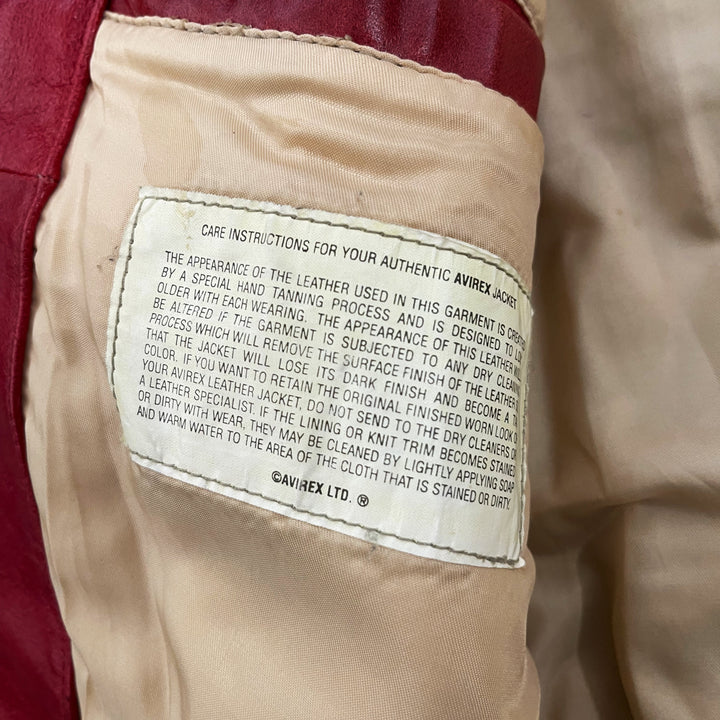 CARE INSTRUCTIONS FOR YOUR AUTHENTIC AVIREX JACKET
THE APPEARANCE OF THE LEATHER USED IN THIS GARMENT IS
BY A SPECIAL HAND TANNING PROCESS AND IS DESIGNED TO
OLDER WITH EACH WEARING. THE APPEARANCE OF THIS LEATHER
BE ALTERED IF THE GARMENT IS SUBJECTED TO ANY DRY
PROCESS WHICH WILL REMOVE THE SURFACE FINISH OF THE LEATHER
THAT THE JACKET WILL LOSE ITS DARK FINISH AND BECOME A
COLOR. IF YOU WANT TO RETAIN THE ORIGINAL FINISHED WORN LOOK
YOUR AVIREX LEATHER JACKET, DO NOT SEND TO THE DRY CLEANERS
A LEATHER SPECIALIST. IF THE LINING OR KNIT TRIM BECOMES STAINED
OR DIRTY WITH WEAR, THEY MAY BE CLEANED BY LIGHTLY APPLYING SOAP
AND WARM WATER TO THE AREA OF THE CLOTH THAT IS STAINED OR DIRTY.
©AVIREX LTD. ®